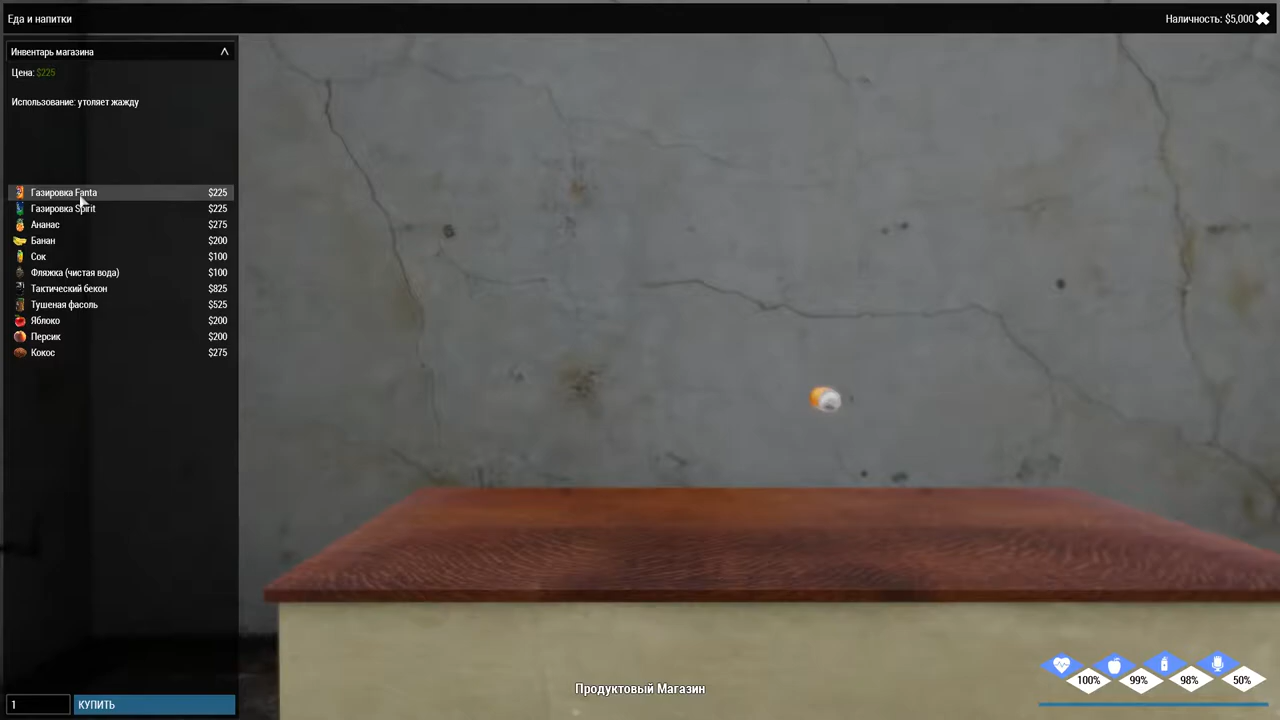 Еда и напитки
Наличность: $5,000
Инвентарь магазина
Цена: $225
Использование: утоляет жажду
Газировка Fanta $225
Газировка Spirit $225
Ананас $275
Банан $200
Сок $100
Фляжка (чистая вода) $100
Тактический бекон $825
Тушеная фасоль $525
Яблоко $200
Персик $200
Кокос $275
Продуктовый Магазин
100% 99% 98% 50%
1 КУПИТЬ